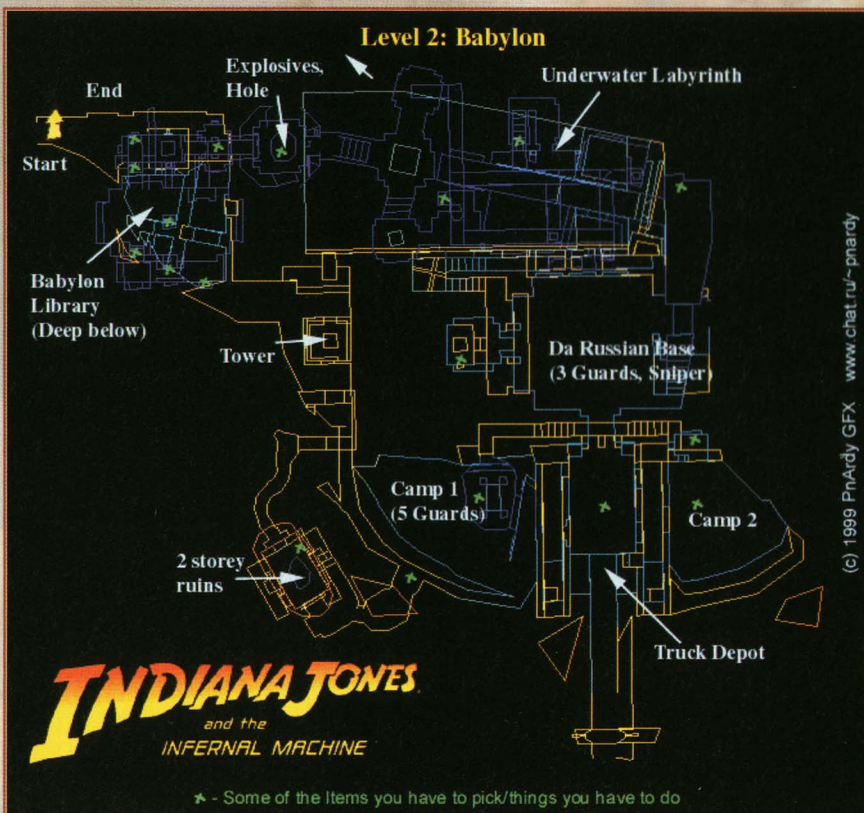 Level 2: Babylon
Explosives,
Hole
Underwater Labyrinth
End
Start
Babylon
Library
(Deep below)
Tower
Da Russian Base
(3 Guards, Sniper)
Camp 1
(5 Guards)
Camp 2
2 storey
ruins
Truck Depot
INDIANA JONES
and the
INFERNAL MACHINE
- Some of the Items you have to pick/things you have to do
(c) 1999 PnArdy GFX www.chat.ru/~pnardy